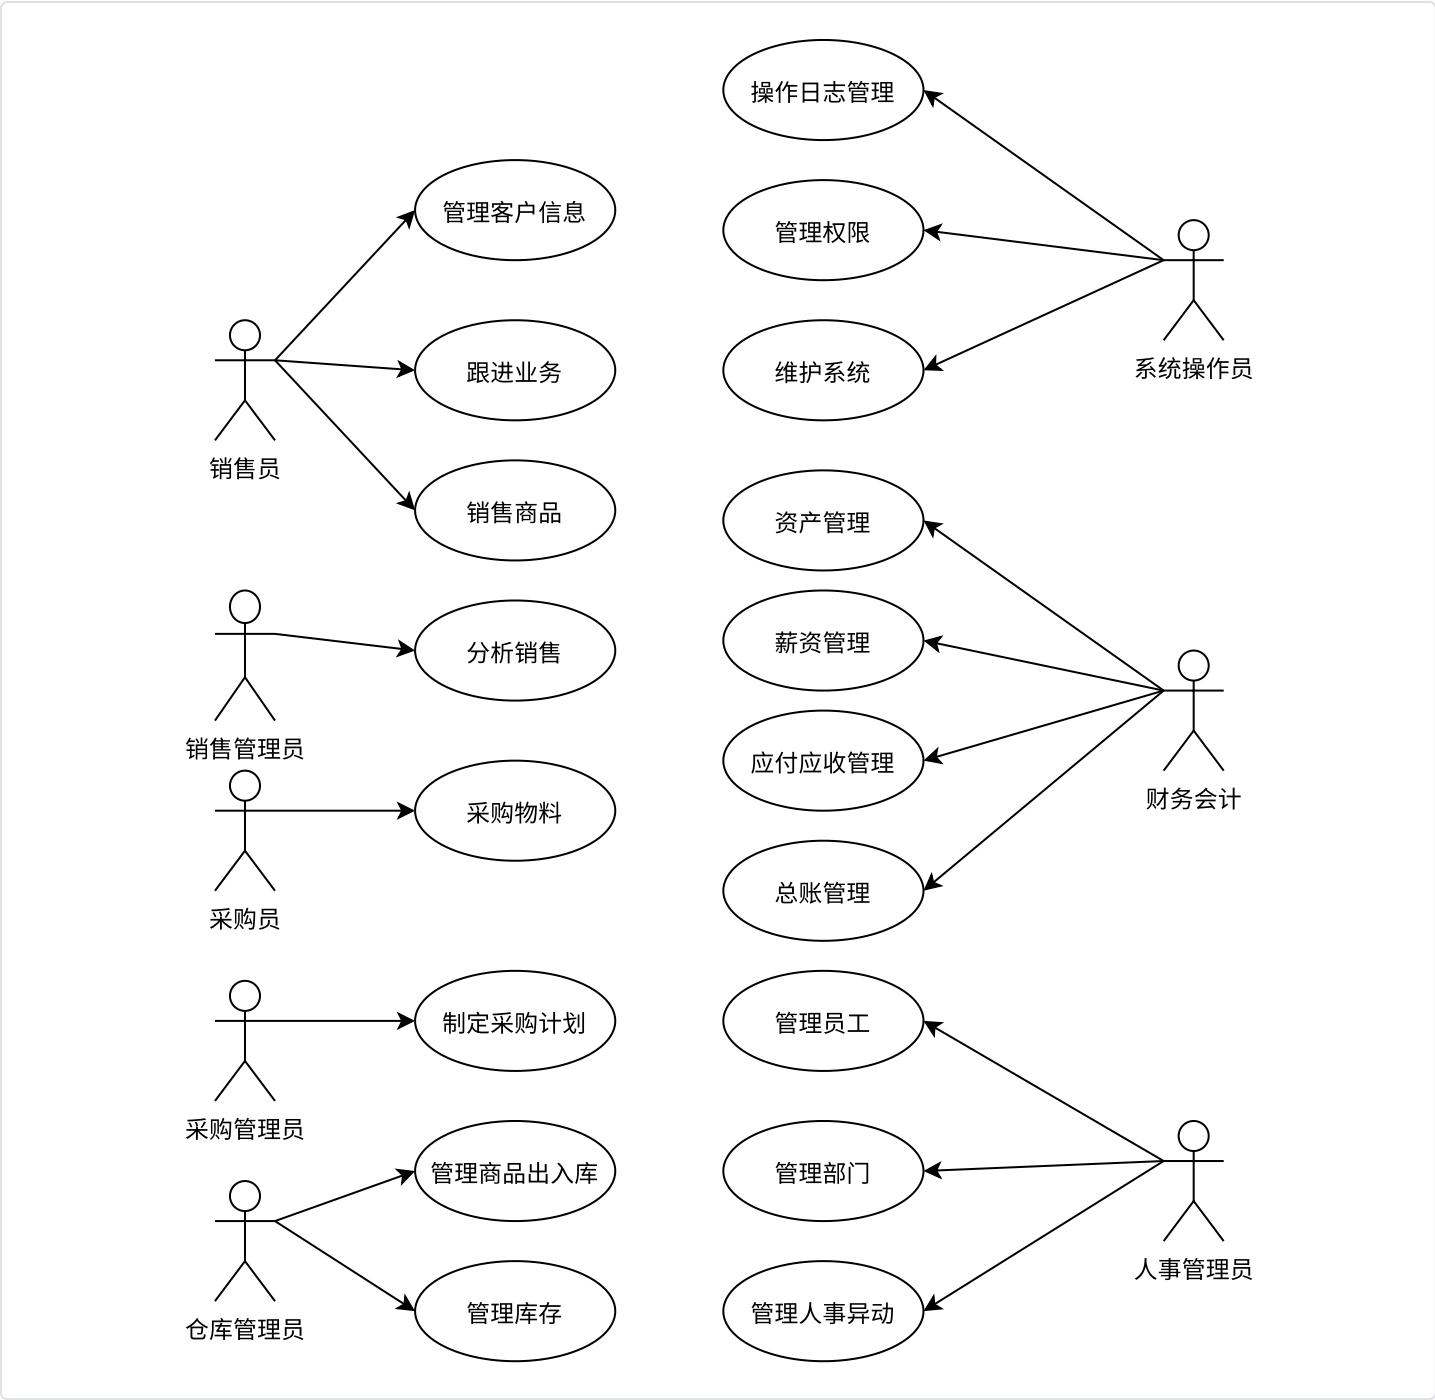 操作日志管理
管理客户信息
管理权限
跟进业务
维护系统
系统操作员
销售员
销售商品
资产管理
分析销售
薪资管理
销售管理员
应付应收管理
财务会计
采购物料
总账管理
采购员
制定采购计划
管理员工
采购管理员
管理商品出入库
管理部门
人事管理员
管理库存
管理人事异动
仓库管理员